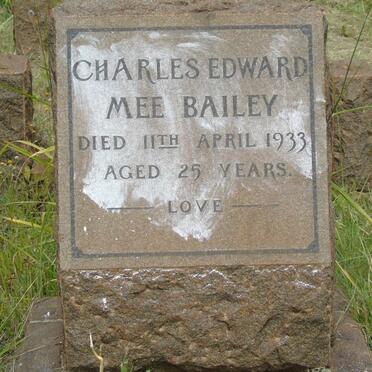 CHARLES EDWARD
MEE BAILEY
DIED 11TH APRIL 1933
AGED 25 YEARS.
LOVE